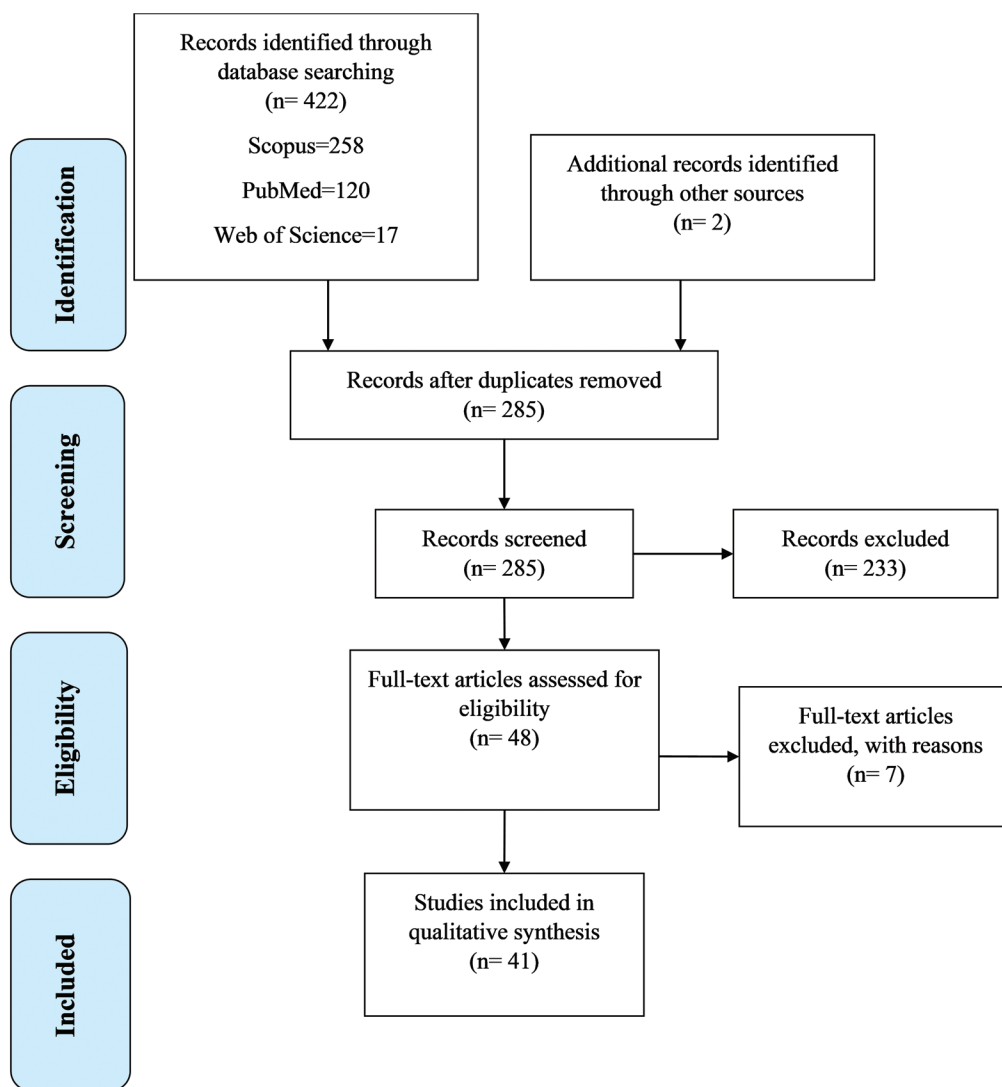 Records identified through
database searching
(n= 422)
Scopus=258
PubMed=120
Web of Science=17
Additional records identified
through other sources
(n= 2)
Identification
Records after duplicates removed
(n= 285)
Screening
Records screened
(n= 285)
Records excluded
(n= 233)
Eligibility
Full-text articles assessed for
eligibility
(n= 48)
Full-text articles
excluded, with reasons
(n= 7)
Included
Studies included in
qualitative synthesis
(n= 41)